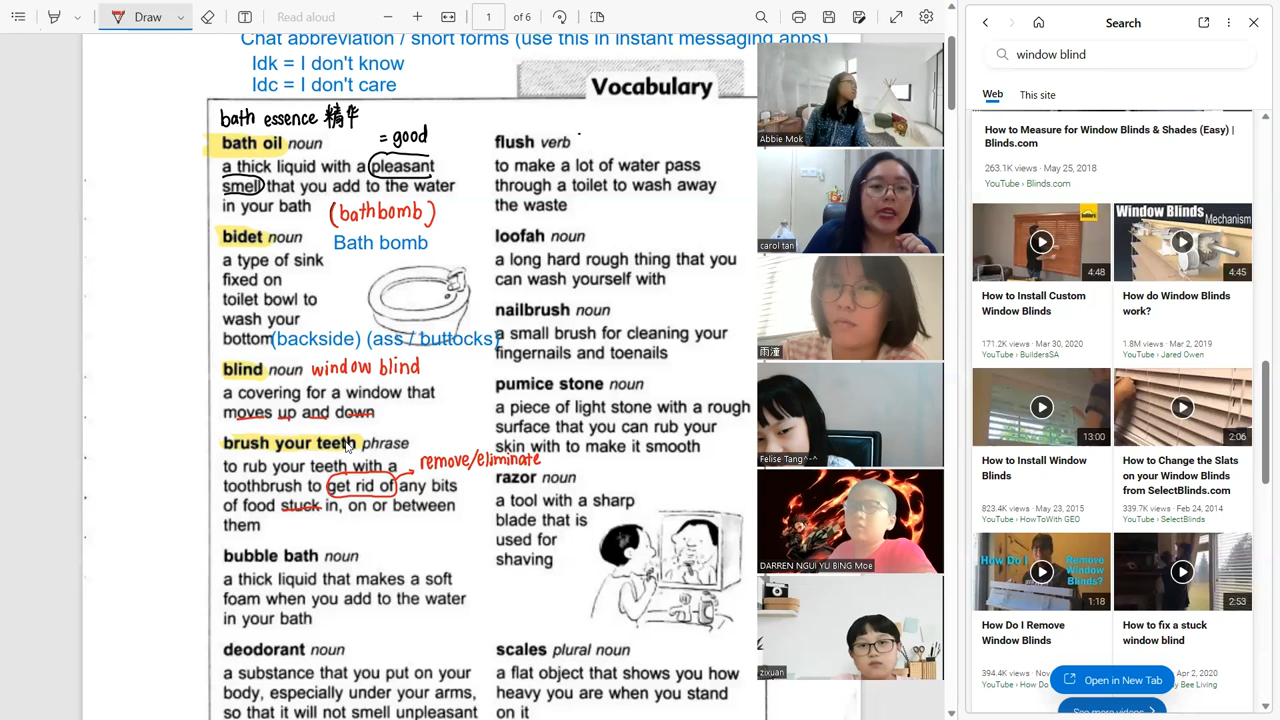 Draw
Read aloud
1
of 6
Search
window blind
Web
This site
Chat abbreviation / short forms (use this in instant messaging apps)
Idk = I don't know
Idc = I don't care
Vocabulary
bath essence 精华
bath oil noun
= good
a thick liquid with a pleasant
smell that you add to the water
in your bath
(bathbomb)
Bath bomb
bidet noun
a type of sink
fixed on
toilet bowl to
wash your
bottom
(backside) (ass / buttocks)
blind noun
window blind
a covering for a window that
moves up and down
brush your teeth phrase
remove/eliminate
to rub your teeth with a
toothbrush to get rid of any bits
of food stuck in, on or between
them
bubble bath noun
a thick liquid that makes a soft
foam when you add to the water
in your bath
deodorant noun
a substance that you put on your
body, especially under your arms,
so that it will not smell unpleasant
flush verb
to make a lot of water pass
through a toilet to wash away
the waste
loofah noun
a long hard rough thing that you
can wash yourself with
nailbrush noun
a small brush for cleaning your
fingernails and toenails
pumice stone noun
a piece of light stone with a rough
surface that you can rub your
skin with to make it smooth
razor noun
a tool with a sharp
blade that is
used for
shaving
scales plural noun
a flat object that shows you how
heavy you are when you stand
on it
Abbie Mok
carol tan
雨潼
Felise Tang^-^
DARREN NGUI YU BING Moe
zixuan
How to Measure for Window Blinds & Shades (Easy) |
Blinds.com
263.1K views · May 25, 2018
YouTube › Blinds.com
4:48
Window Blinds
Mechanism
4:45
How to Install Custom
Window Blinds
171.2K views · Mar 30, 2020
YouTube › BuildersSA
How do Window Blinds
work?
1.8M views · Mar 2, 2019
YouTube › Jared Owen
13:00
2:06
How to Install Window
Blinds
823.4K views · May 23, 2015
YouTube › HowToWith GEO
How to Change the Slats
on your Window Blinds
from SelectBlinds.com
339.7K views · Feb 24, 2014
YouTube › SelectBlinds
How Do I
Remove
Window
Blinds?
1:18
2:53
How Do I Remove
Window Blinds
394.4K views · Nov
YouTube › How Do
How to fix a stuck
window blind
Apr 2, 2020
y Bee Living
Open in New Tab
See more videos